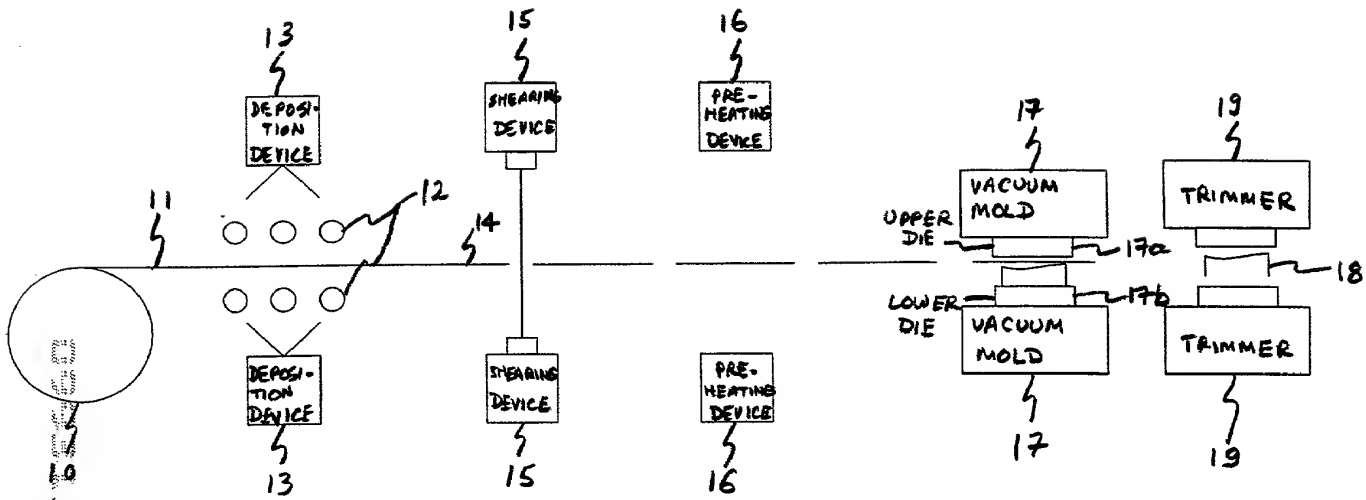 13
DEPOSI-
TION
DEVICE
15
SHEARING
DEVICE
16
PRE-
HEATING
DEVICE
17
VACUUM
MOLD
19
TRIMMER
11
12
14
UPPER
DIE
17a
18
LOWER
DIE
17b
10
DEPOSI-
TION
DEVICE
13
SHEARING
DEVICE
15
PRE-
HEATING
DEVICE
16
VACUUM
MOLD
17
TRIMMER
19